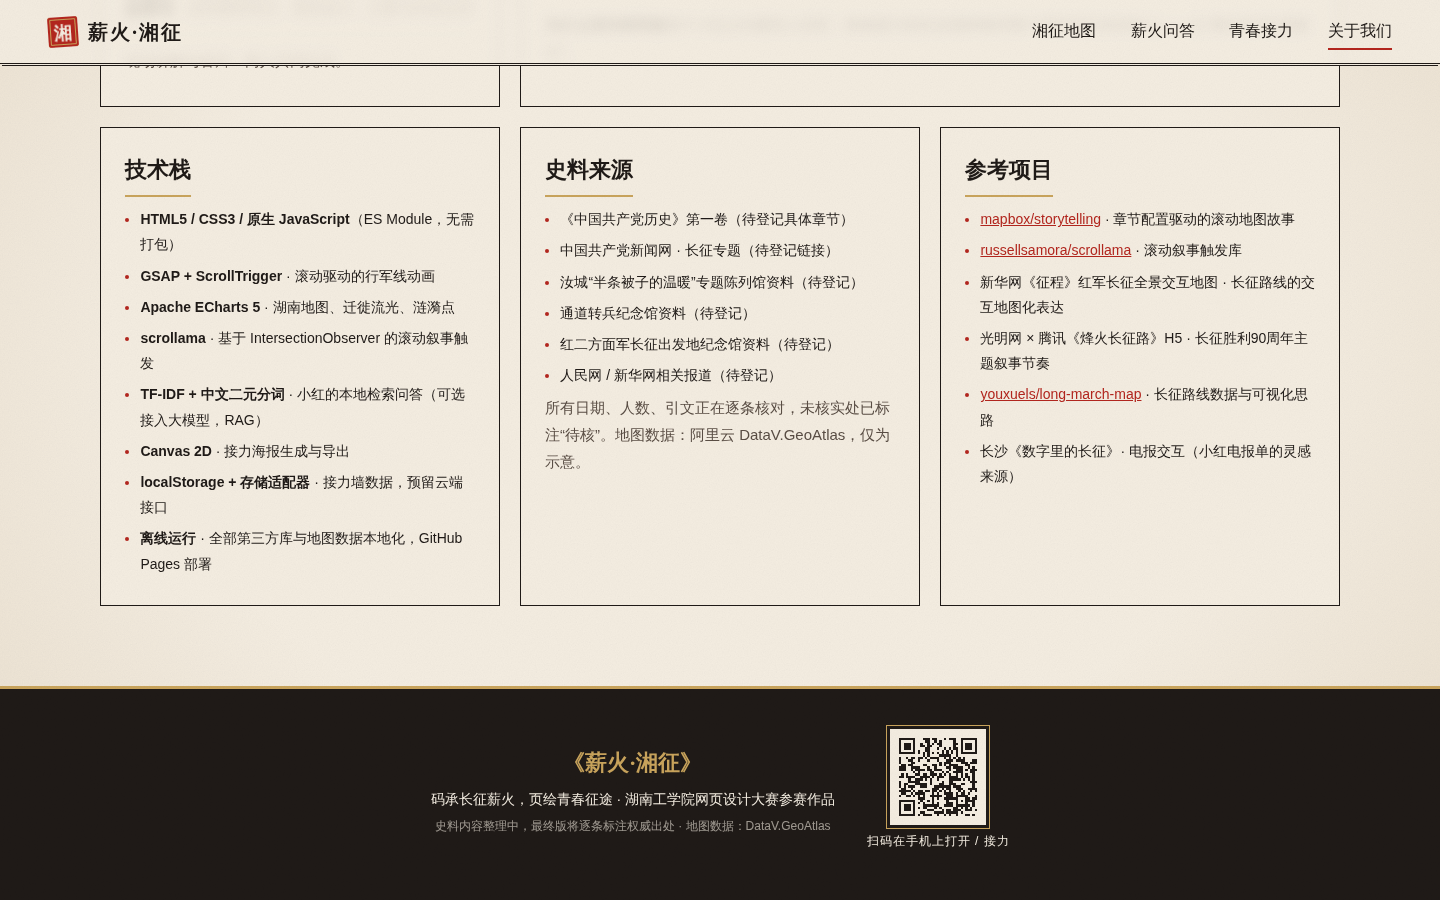 湘
薪火·湘征
湘征地图
薪火问答
青春接力
关于我们
技术栈
HTML5 / CSS3 / 原生 JavaScript（ES Module，无需
打包）
GSAP + ScrollTrigger · 滚动驱动的行军线动画
Apache ECharts 5 · 湖南地图、迁徙流光、涟漪点
scrollama · 基于 IntersectionObserver 的滚动叙事触
发
TF-IDF + 中文二元分词 · 小红的本地检索问答（可选
接入大模型，RAG）
Canvas 2D · 接力海报生成与导出
localStorage + 存储适配器 · 接力墙数据，预留云端
接口
离线运行 · 全部第三方库与地图数据本地化，GitHub
Pages 部署
史料来源
《中国共产党历史》第一卷（待登记具体章节）
中国共产党新闻网 · 长征专题（待登记链接）
汝城“半条被子的温暖”专题陈列馆资料（待登记）
通道转兵纪念馆资料（待登记）
红二方面军长征出发地纪念馆资料（待登记）
人民网 / 新华网相关报道（待登记）
所有日期、人数、引文正在逐条核对，未核实处已标
注“待核”。地图数据：阿里云 DataV.GeoAtlas，仅为
示意。
参考项目
mapbox/storytelling · 章节配置驱动的滚动地图故事
russellsamora/scrollama · 滚动叙事触发库
新华网《征程》红军长征全景交互地图 · 长征路线的交
互地图化表达
光明网 × 腾讯《烽火长征路》H5 · 长征胜利90周年主
题叙事节奏
youxuels/long-march-map · 长征路线数据与可视化思
路
长沙《数字里的长征》· 电报交互（小红电报单的灵感
来源）
《薪火·湘征》
码承长征薪火，页绘青春征途 · 湖南工学院网页设计大赛参赛作品
史料内容整理中，最终版将逐条标注权威出处 · 地图数据：DataV.GeoAtlas
扫码在手机上打开 / 接力